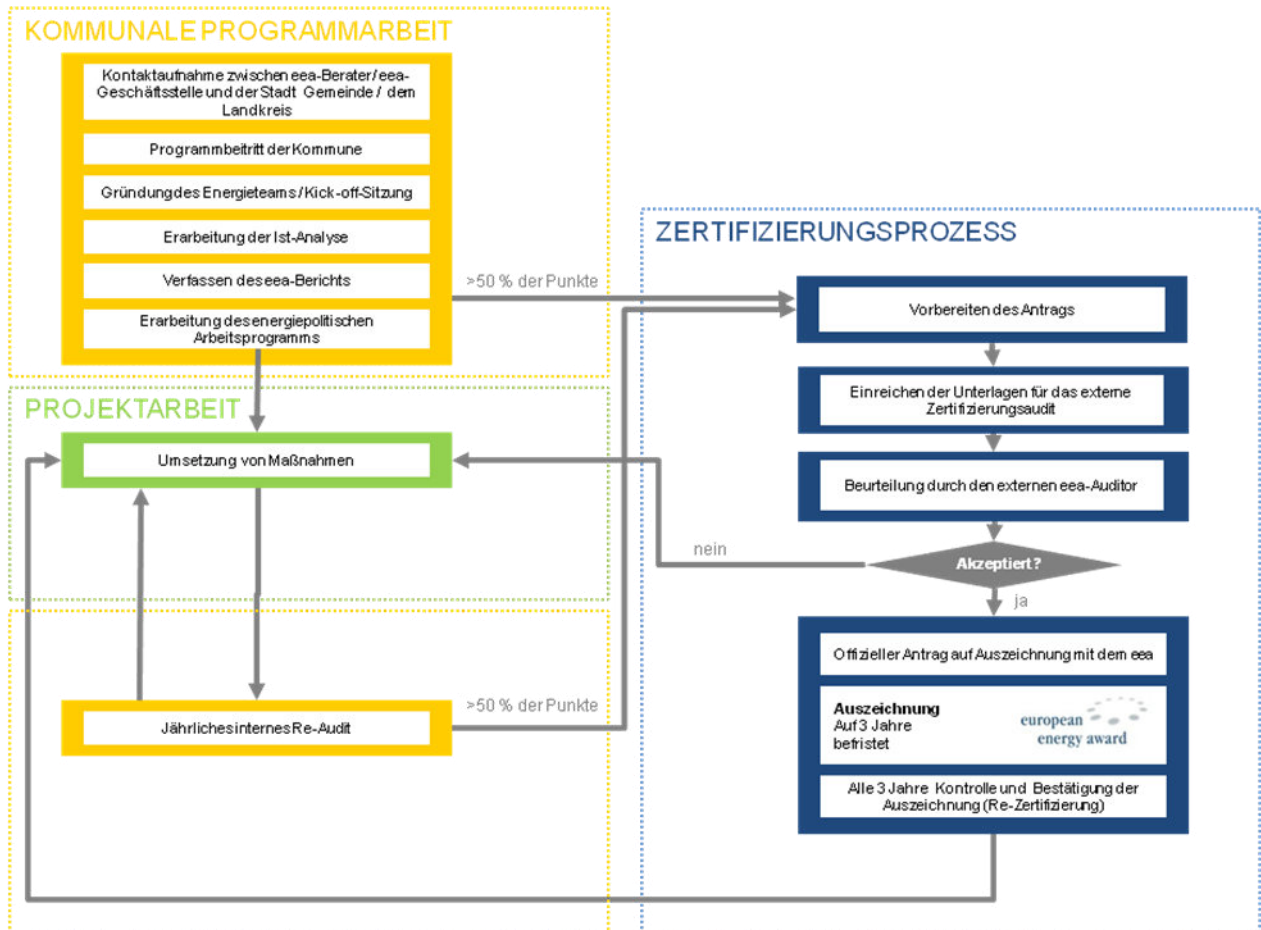 KOMMUNALE PROGRAMMARBEIT
Kontaktaufnahme zwischen eea-Berater/eea-
Geschäftsstelle und der Stadt Gemeinde / dem
Landkreis
Programmbeitritt der Kommune
Gründung des Energieteams / Kick-off-Sitzung
Erarbeitung der Ist-Analyse
Verfassen des eea-Berichts
Erarbeitung des energiepolitischen
Arbeitsprogramms
>50 % der Punkte
PROJEKTARBEIT
Umsetzung von Maßnahmen
Jährliches internes Re-Audit
>50 % der Punkte
ZERTIFIZIERUNGSPROZESS
Vorbereiten des Antrags
Einreichen der Unterlagen für das externe
Zertifizierungsaudit
Beurteilung durch den externen eea-Auditor
Akzeptiert?
nein
ja
Offizieller Antrag auf Auszeichnung mit dem eea
Auszeichnung
Auf 3 Jahre
befristet
european
energy award
Alle 3 Jahre Kontrolle und Bestätigung der
Auszeichnung (Re-Zertifizierung)